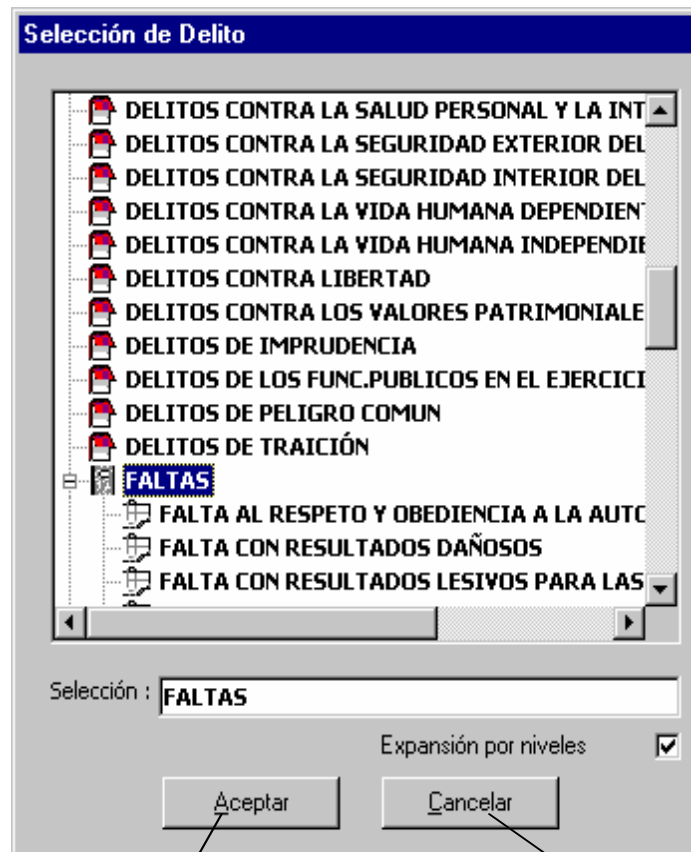 Selección de Delito
DELITOS CONTRA LA SALUD PERSONAL Y LA INT
DELITOS CONTRA LA SEGURIDAD EXTERIOR DEL
DELITOS CONTRA LA SEGURIDAD INTERIOR DEL
DELITOS CONTRA LA VIDA HUMANA DEPENDIENT
DELITOS CONTRA LA VIDA HUMANA INDEPENDIE
DELITOS CONTRA LIBERTAD
DELITOS CONTRA LOS VALORES PATRIMONIALE
DELITOS DE IMPRUDENCIA
DELITOS DE LOS FUNC.PUBLICOS EN EL EJERCICI
DELITOS DE PELIGRO COMUN
DELITOS DE TRAICIÓN
FALTAS
FALTA AL RESPETO Y OBEDIENCIA A LA AUTO
FALTA CON RESULTADOS DAÑOSOS
FALTA CON RESULTADOS LESIVOS PARA LAS
Selección : FALTAS
Expansión por niveles
Aceptar Cancelar